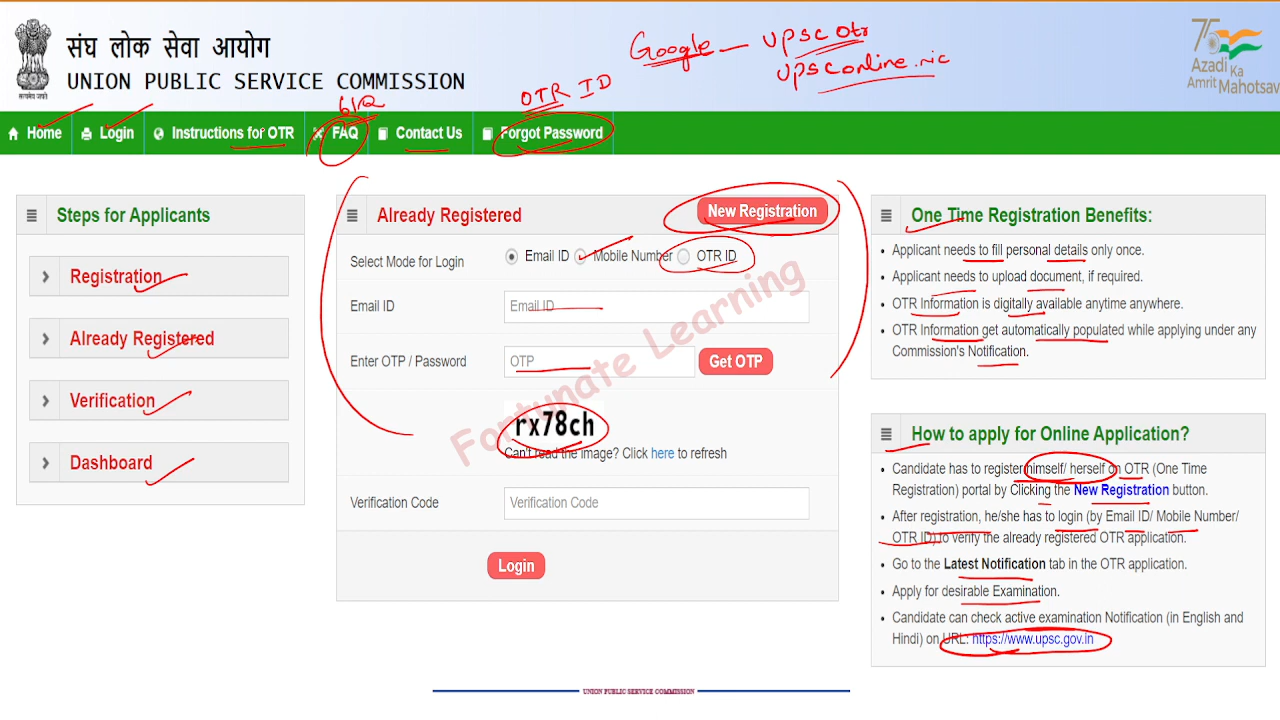 संघ लोक सेवा आयोग
UNION PUBLIC SERVICE COMMISSION
Google — UPSC Otr
upsconline.nic
75
Azadi Ka
Amrit Mahotsav
OTR ID
Home
Login
Instructions for OTR
FAQ
Contact Us
Forgot Password
Steps for Applicants
Registration
Already Registered
Verification
Dashboard
Already Registered
New Registration
Select Mode for Login
Email ID
Mobile Number
OTR ID
Email ID
Email ID
Enter OTP / Password
OTP
Get OTP
rx78ch
Can't read the image? Click here to refresh
Verification Code
Verification Code
Login
Fortunate Learning
One Time Registration Benefits:
• Applicant needs to fill personal details only once.
• Applicant needs to upload document, if required.
• OTR Information is digitally available anytime anywhere.
• OTR Information get automatically populated while applying under any
Commission's Notification.
How to apply for Online Application?
• Candidate has to register himself/ herself on OTR (One Time
Registration) portal by Clicking the New Registration button.
• After registration, he/she has to login (by Email ID/ Mobile Number/
OTR ID) to verify the already registered OTR application.
• Go to the Latest Notification tab in the OTR application.
• Apply for desirable Examination.
• Candidate can check active examination Notification (in English and
Hindi) on URL: https://www.upsc.gov.in
UNION PUBLIC SERVICE COMMISSION